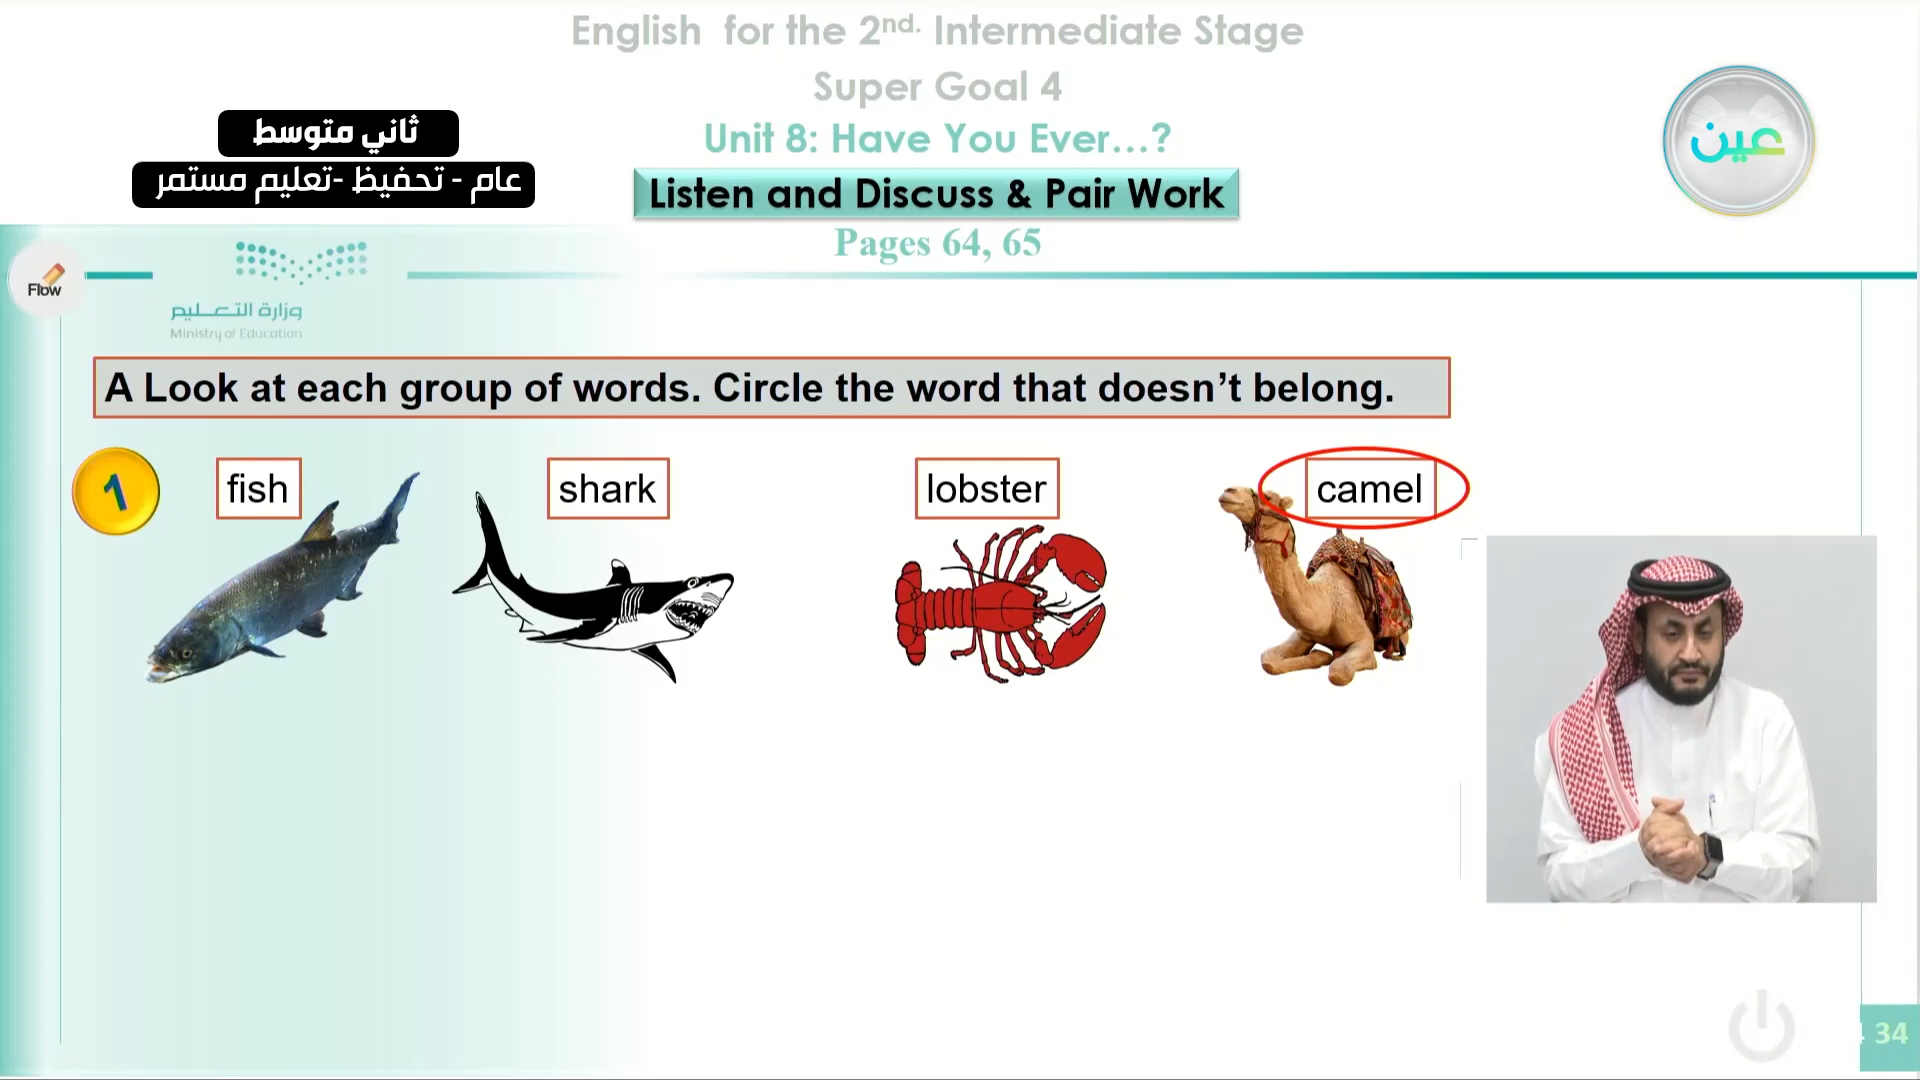 English for the 2nd. Intermediate Stage
Super Goal 4
Unit 8: Have You Ever...?
Listen and Discuss & Pair Work
Pages 64, 65
ثاني متوسط
عام - تحفيظ -تعليم مستمر
عين
Flow
وزارة التعليم
Ministry of Education
A Look at each group of words. Circle the word that doesn’t belong.
1
fish
shark
lobster
camel
34